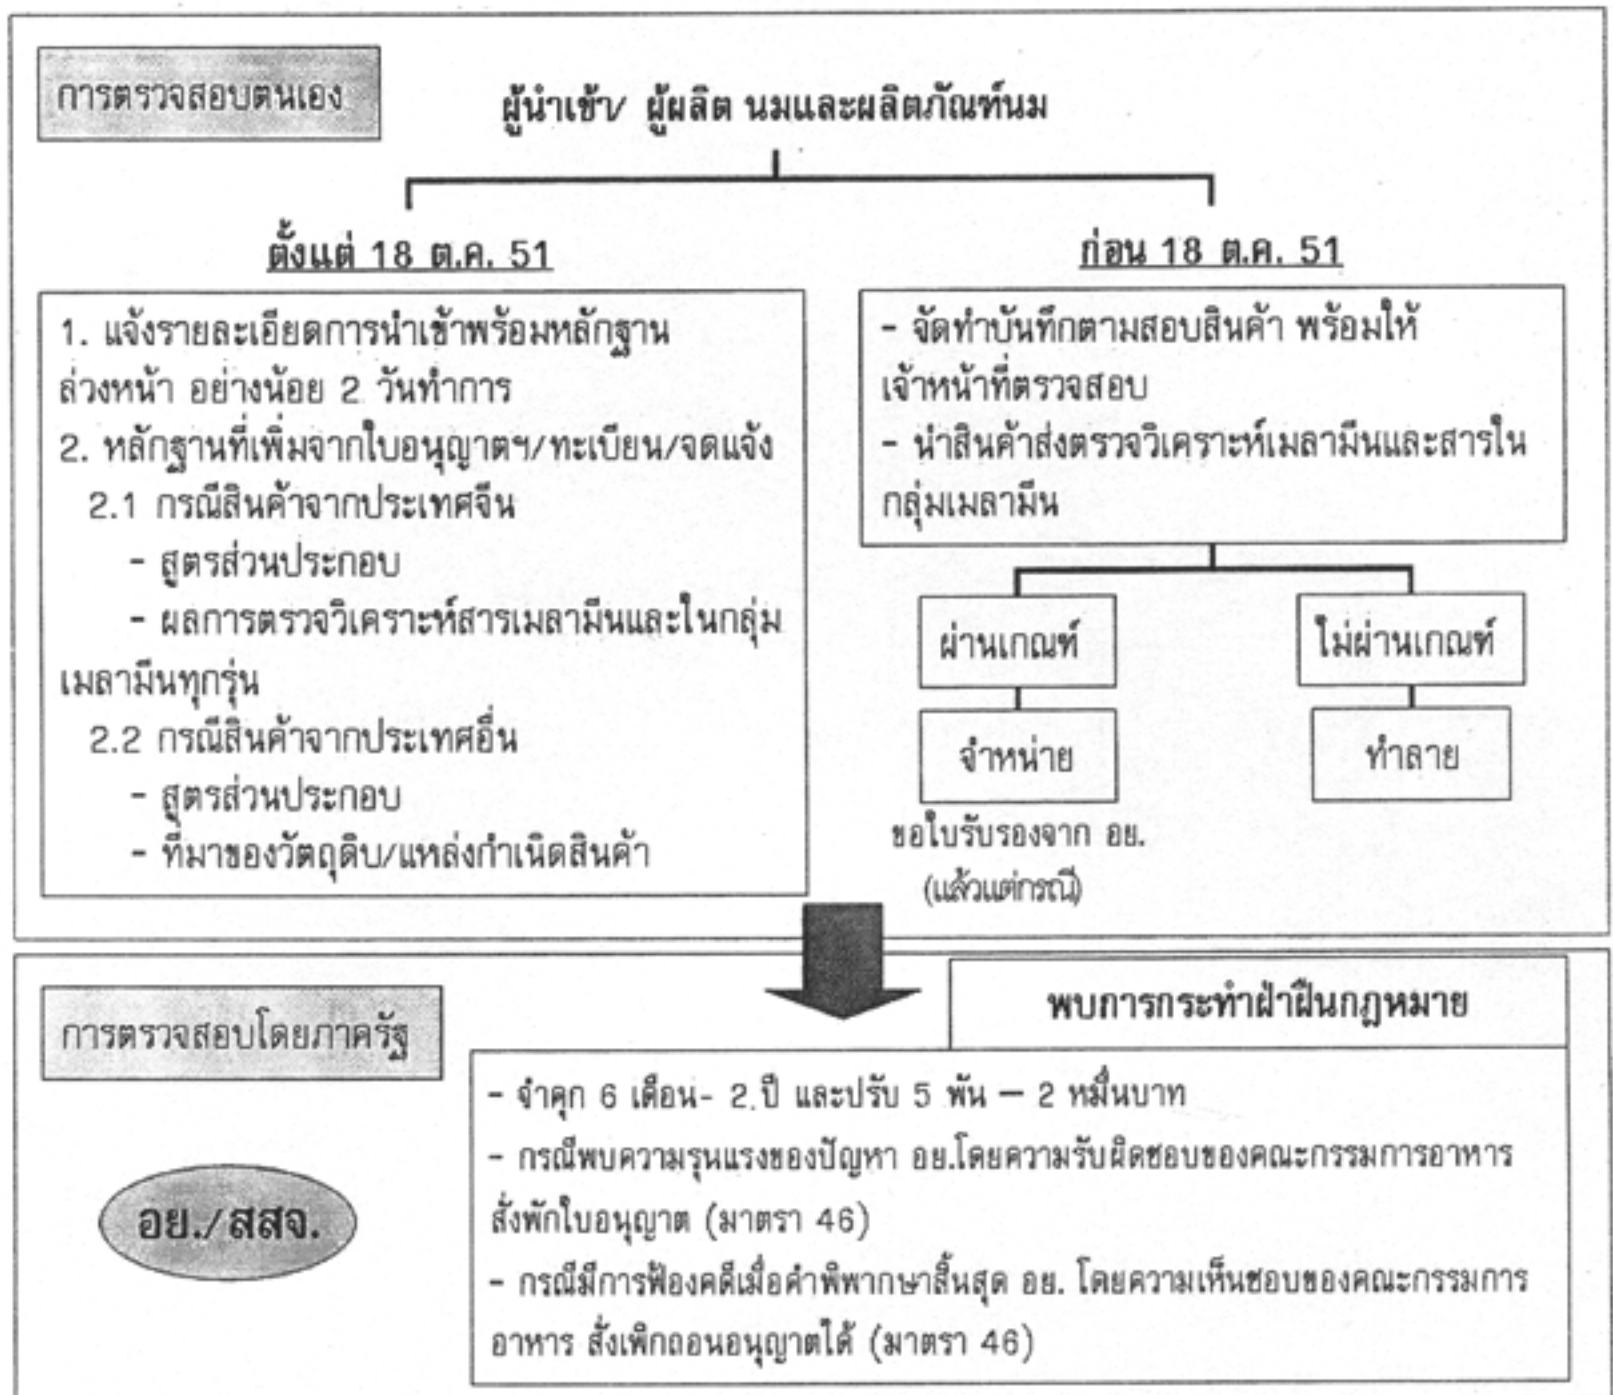 การตรวจสอบตนเอง
ผู้นำเข้า/ ผู้ผลิต นมและผลิตภัณฑ์นม
ตั้งแต่ 18 ต.ค. 51
1. แจ้งรายละเอียดการนำเข้าพร้อมหลักฐาน
ล่วงหน้า อย่างน้อย 2 วันทำการ
2. หลักฐานที่เพิ่มจากใบอนุญาตฯ/ทะเบียน/จดแจ้ง
2.1 กรณีสินค้าจากประเทศจีน
- สูตรส่วนประกอบ
- ผลการตรวจวิเคราะห์สารเมลามีนและในกลุ่ม
เมลามีนทุกรุ่น
2.2 กรณีสินค้าจากประเทศอื่น
- สูตรส่วนประกอบ
- ที่มาของวัตถุดิบ/แหล่งกำเนิดสินค้า
ก่อน 18 ต.ค. 51
- จัดทำบันทึกตามสอบสินค้า พร้อมให้
เจ้าหน้าที่ตรวจสอบ
- นำสินค้าส่งตรวจวิเคราะห์เมลามีนและสารใน
กลุ่มเมลามีน
ผ่านเกณฑ์
ไม่ผ่านเกณฑ์
จำหน่าย
ทำลาย
ขอใบรับรองจาก อย.
(แล้วแต่กรณี)
การตรวจสอบโดยภาครัฐ
อย./สสจ.
พบการกระทำฝ่าฝืนกฎหมาย
- จำคุก 6 เดือน- 2 ปี และปรับ 5 พัน – 2 หมื่นบาท
- กรณีพบความรุนแรงของปัญหา อย.โดยความรับผิดชอบของคณะกรรมการอาหาร
สั่งพักใบอนุญาต (มาตรา 46)
- กรณีมีการฟ้องคดีเมื่อคำพิพากษาสิ้นสุด อย. โดยความเห็นชอบของคณะกรรมการ
อาหาร สั่งเพิกถอนอนุญาตได้ (มาตรา 46)